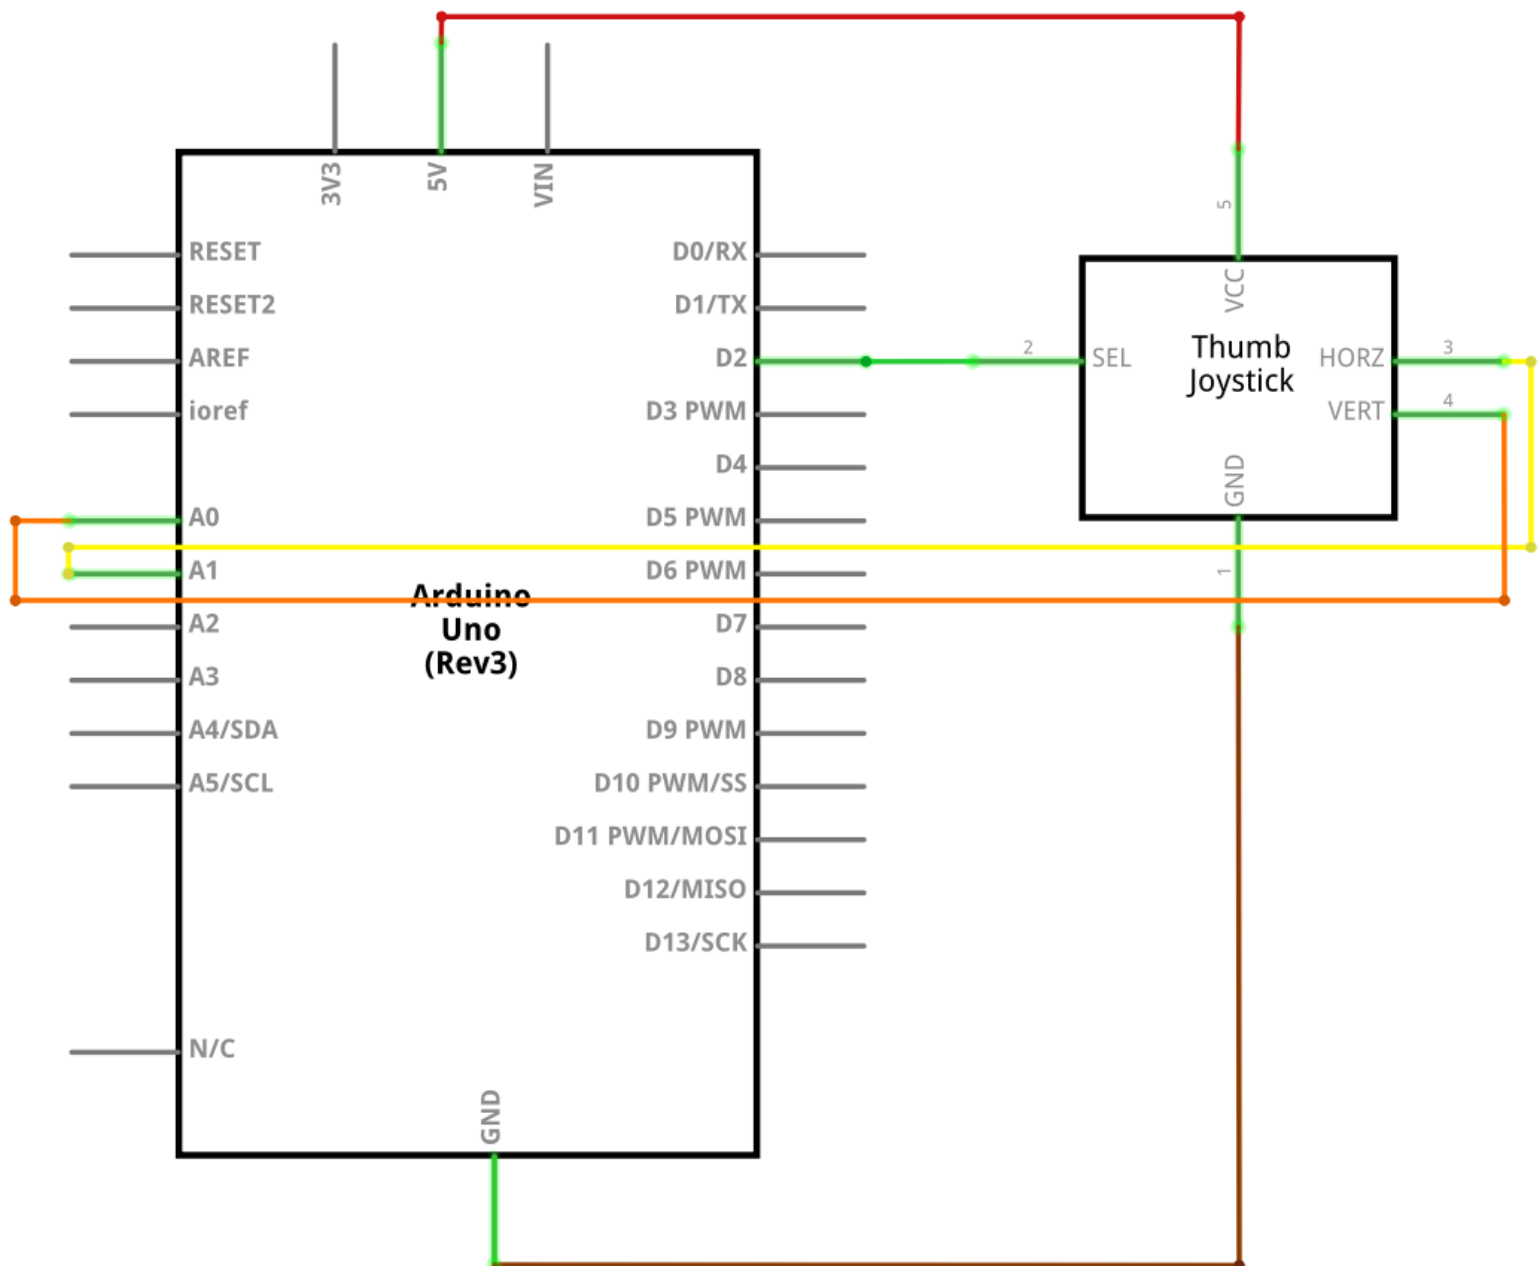 3V3
5V
VIN
RESET
RESET2
AREF
ioref
A0
A1
A2
A3
A4/SDA
A5/SCL
N/C
D0/RX
D1/TX
D2
D3 PWM
D4
D5 PWM
D6 PWM
D7
D8
D9 PWM
D10 PWM/SS
D11 PWM/MOSI
D12/MISO
D13/SCK
Arduino
Uno
(Rev3)
GND
5
VCC
2
SEL
Thumb
Joystick
HORZ
3
VERT
4
GND
1